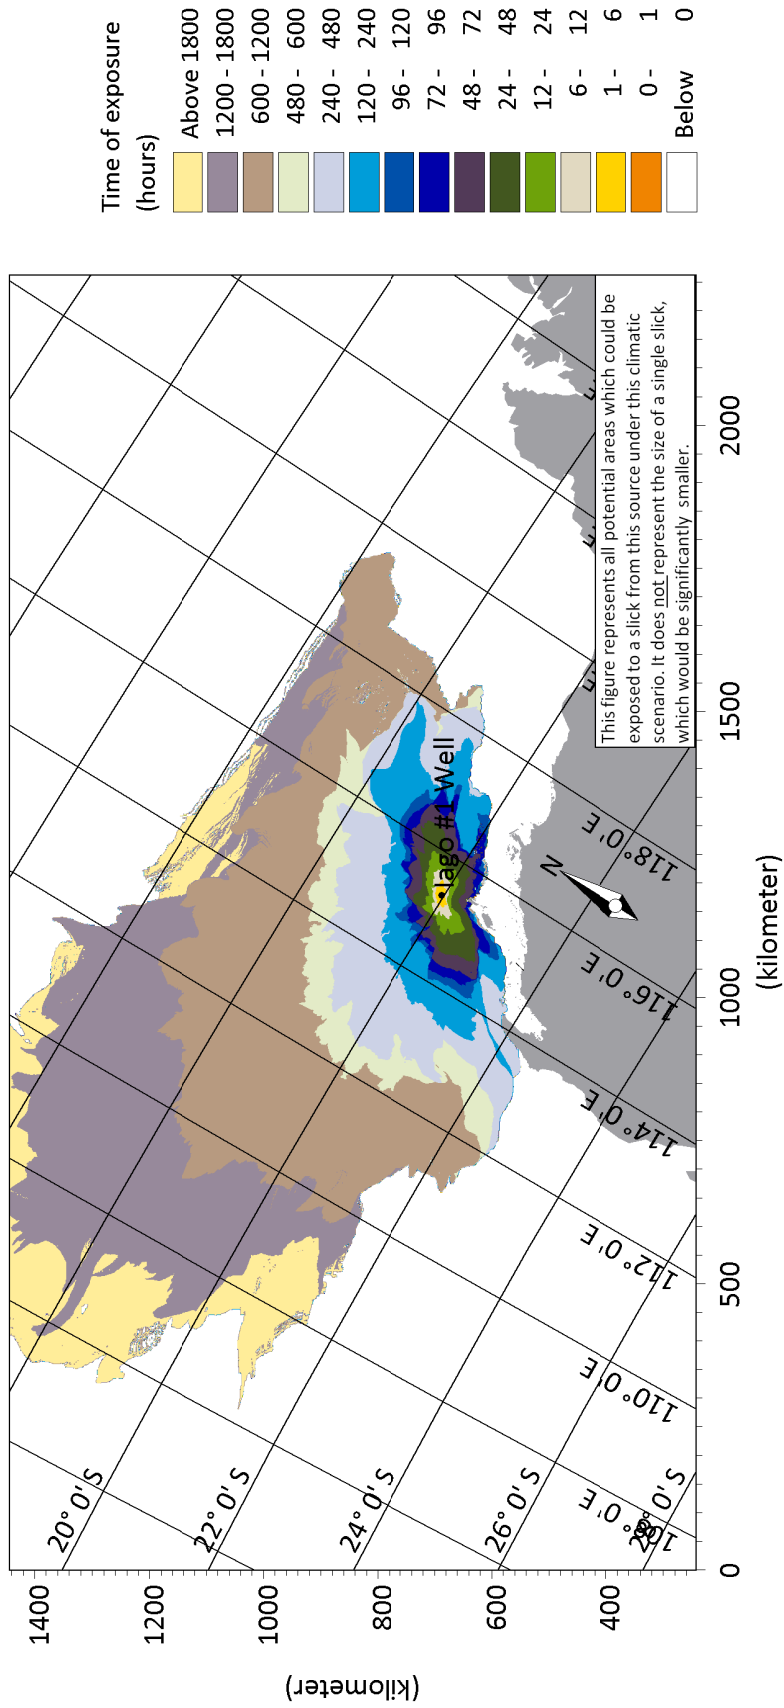 Time of exposure
(hours)
Above 1800
1200 - 1800
600 - 1200
480 - 600
240 - 480
120 - 240
96 - 120
72 - 96
48 - 72
24 - 48
12 - 24
6 - 12
1 - 6
0 - 1
Below 0
This figure represents all potential areas which could be
exposed to a slick from this source under this climatic
scenario. It does not represent the size of a single slick,
which would be significantly smaller.
Iago #1 Well
N
20° 0' S
22° 0' S
24° 0' S
26° 0' S
110° 0' E
112° 0' E
114° 0' E
116° 0' E
118° 0' E
1400
1200
1000
800
600
400
(kilometer)
0
500
1000
1500
2000
(kilometer)